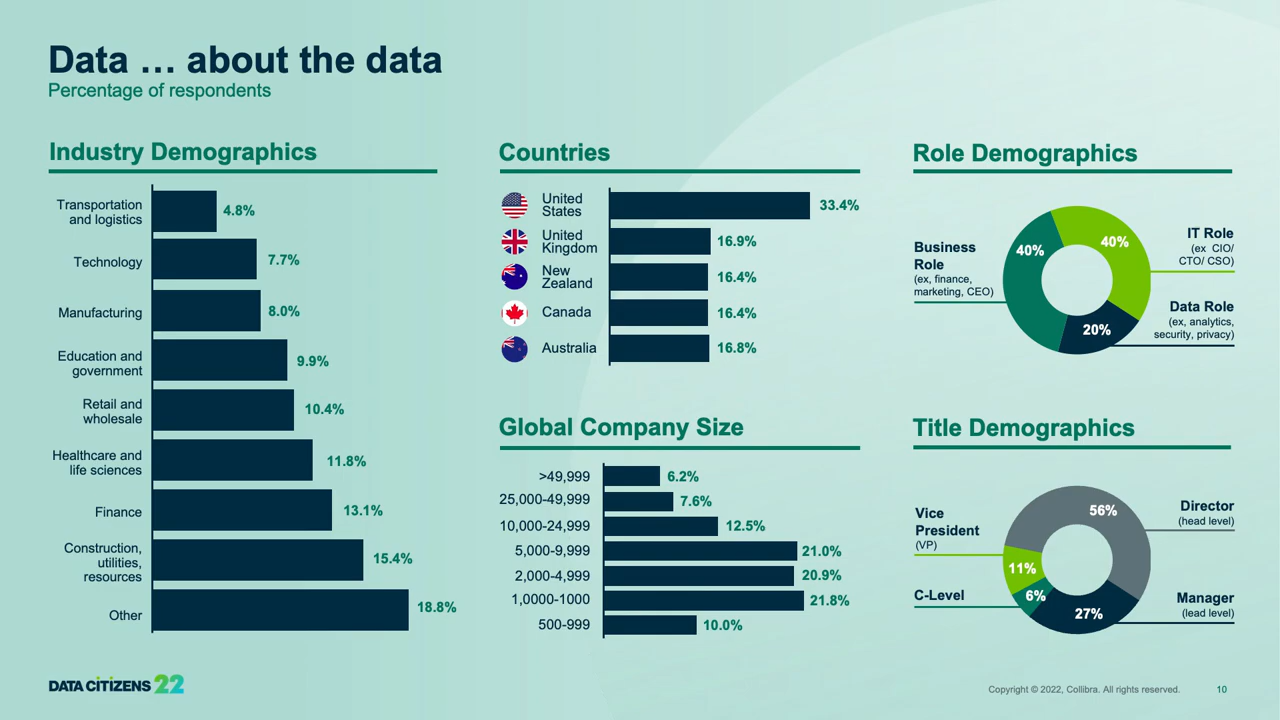 Data … about the data
Percentage of respondents
Industry Demographics
Transportation
and logistics
4.8%
Technology
7.7%
Manufacturing
8.0%
Education and
government
9.9%
Retail and
wholesale
10.4%
Healthcare and
life sciences
11.8%
Finance
13.1%
Construction,
utilities,
resources
15.4%
Other
18.8%
Countries
United
States
33.4%
United
Kingdom
16.9%
New
Zealand
16.4%
Canada
16.4%
Australia
16.8%
Global Company Size
>49,999
6.2%
25,000-49,999
7.6%
10,000-24,999
12.5%
5,000-9,999
21.0%
2,000-4,999
20.9%
1,0000-1000
21.8%
500-999
10.0%
Role Demographics
Business
Role
(ex, finance,
marketing, CEO)
40%
40%
IT Role
(ex CIO/
CTO/ CSO)
20%
Data Role
(ex, analytics,
security, privacy)
Title Demographics
Vice
President
(VP)
11%
C-Level
6%
56%
Director
(head level)
27%
Manager
(lead level)
DATA CITIZENS 22
Copyright © 2022, Collibra. All rights reserved.
10